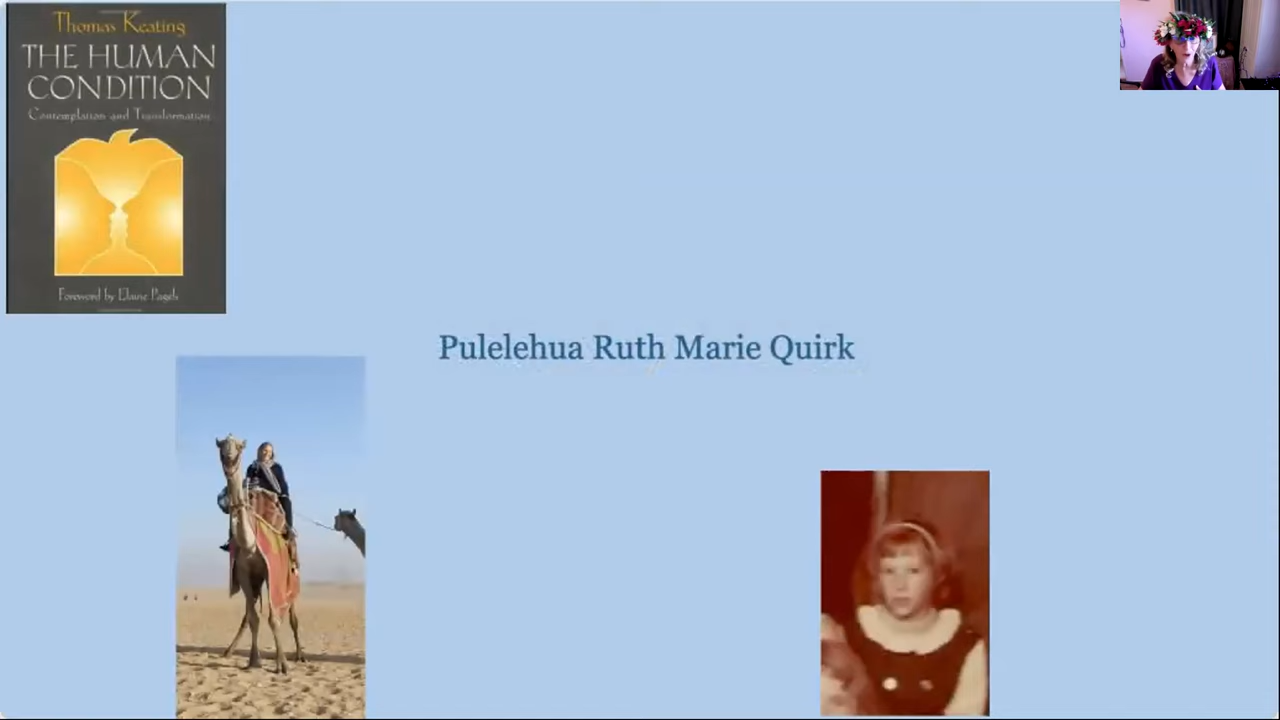 Thomas Keating
THE HUMAN
CONDITION
Contemplation and Transformation
Foreword by Elaine Pagels
Pulelehua Ruth Marie Quirk